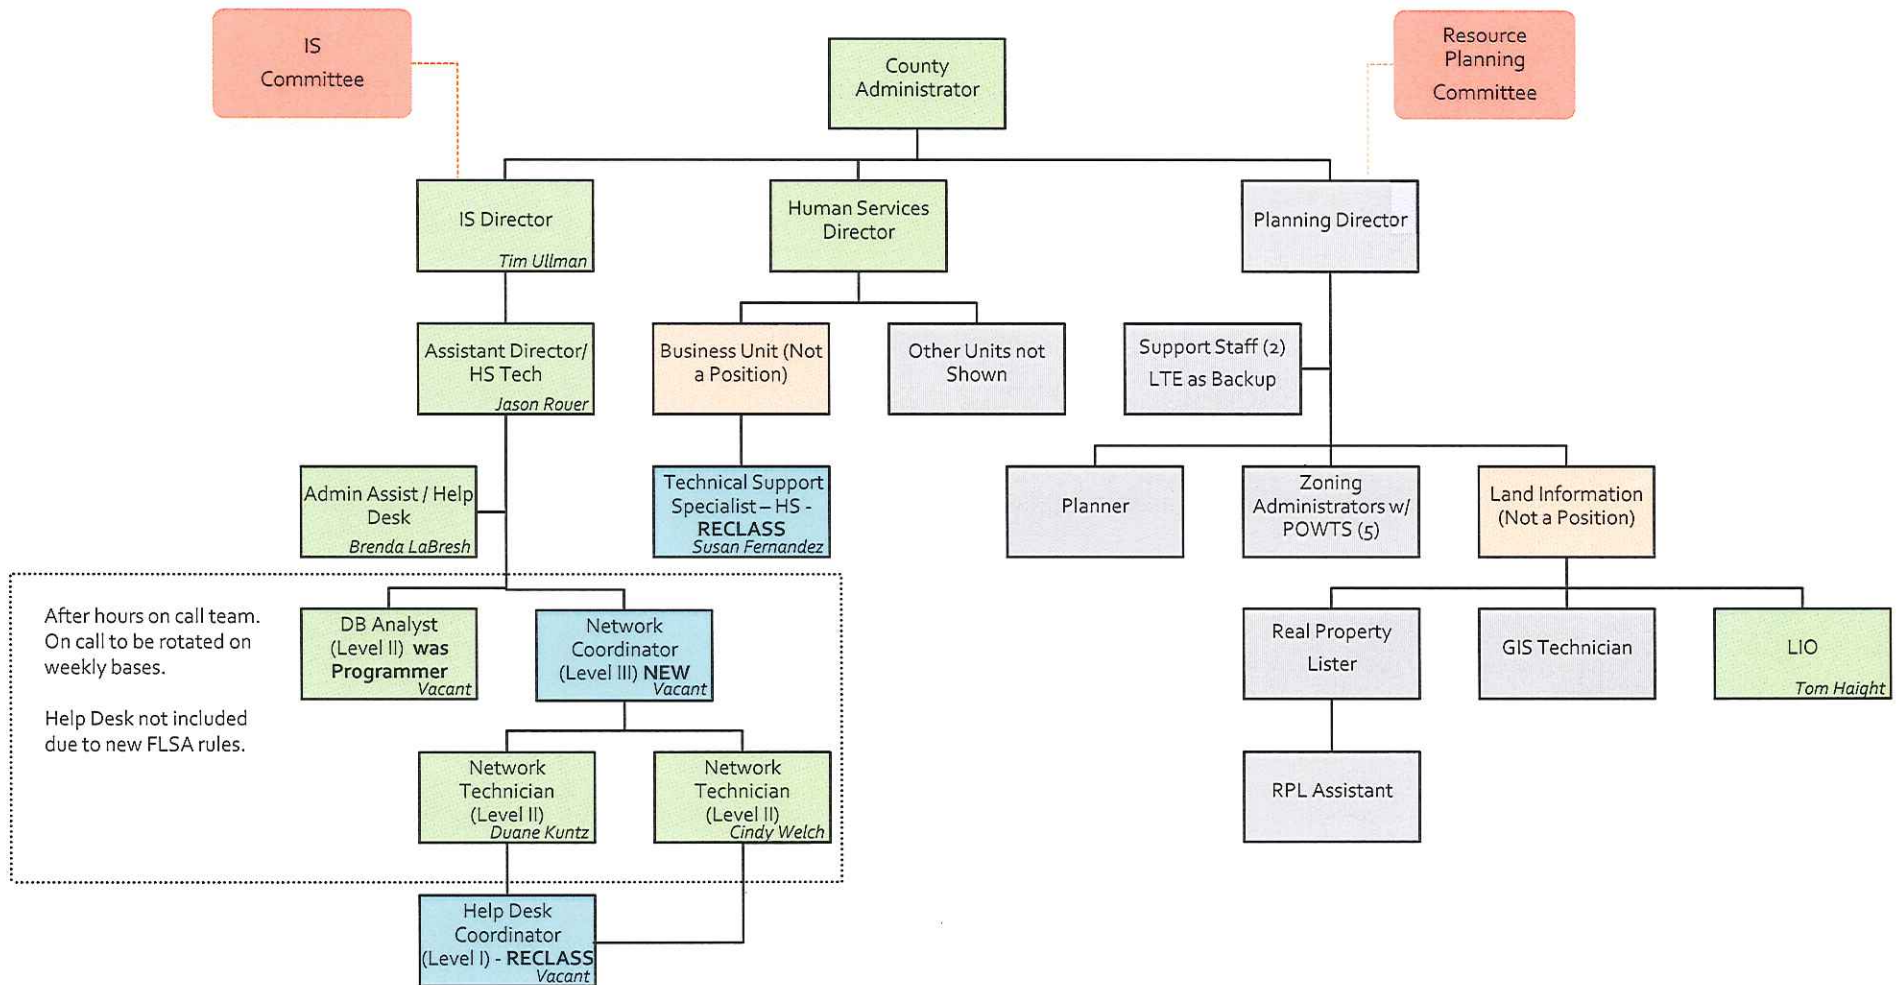 IS
Committee
Resource
Planning
Committee
County
Administrator
IS Director
Tim Ullman
Human Services
Director
Planning Director
Assistant Director/
HS Tech
Jason Rouer
Business Unit (Not
a Position)
Other Units not
Shown
Support Staff (2)
LTE as Backup
Admin Assist / Help
Desk
Brenda LaBresh
Technical Support
Specialist – HS -
RECLASS
Susan Fernandez
Planner
Zoning
Administrators w/
POWTS (5)
Land Information
(Not a Position)
After hours on call team.
On call to be rotated on
weekly bases.
Help Desk not included
due to new FLSA rules.
DB Analyst
(Level II) was
Programmer
Vacant
Network
Coordinator
(Level III) NEW
Vacant
Real Property
Lister
GIS Technician
LIO
Tom Haight
Network
Technician
(Level II)
Duane Kuntz
Network
Technician
(Level II)
Cindy Welch
RPL Assistant
Help Desk
Coordinator
(Level I) - RECLASS
Vacant